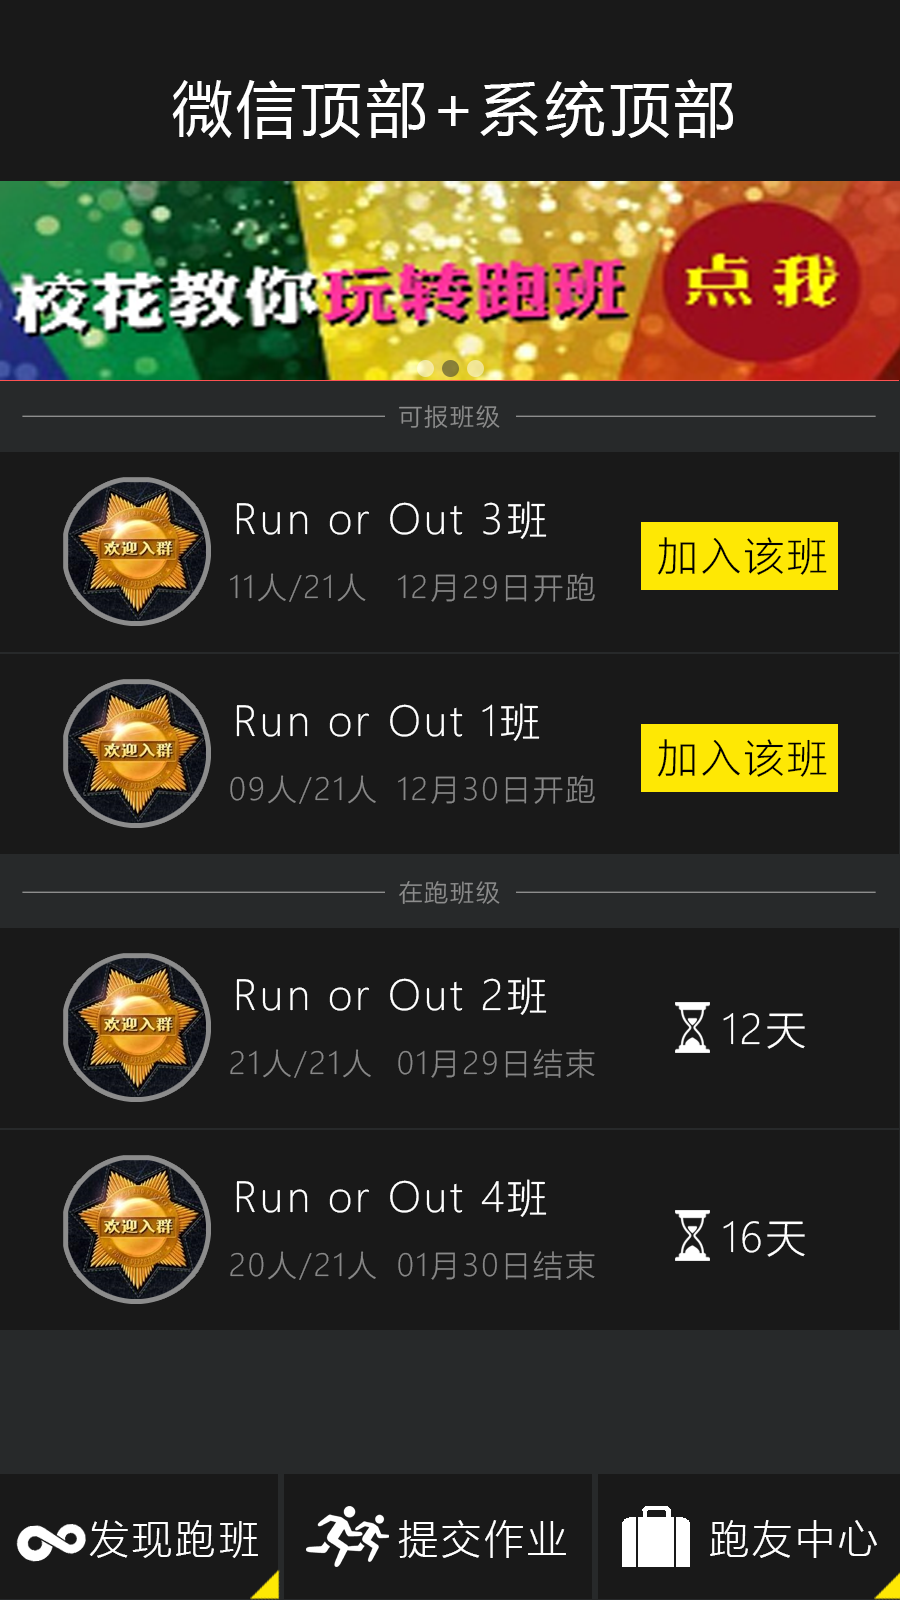 微信顶部+系统顶部
校花教你玩转跑班 点我
可报班级
欢迎入群
Run or Out 3班
11人/21人 12月29日开跑
加入该班
欢迎入群
Run or Out 1班
09人/21人 12月30日开跑
加入该班
在跑班级
欢迎入群
Run or Out 2班
21人/21人 01月29日结束
12天
欢迎入群
Run or Out 4班
20人/21人 01月30日结束
16天
发现跑班 提交作业 跑友中心